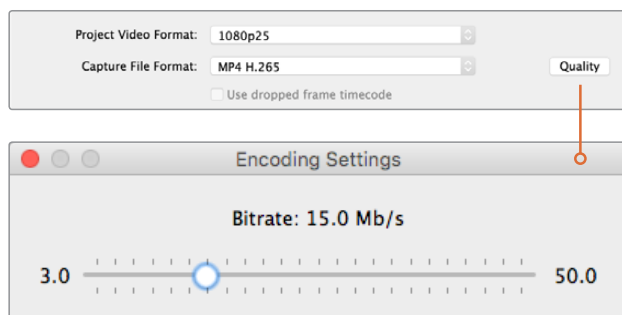 Project Video Format: 1080p25
Capture File Format: MP4 H.265 Quality
Use dropped frame timecode
Encoding Settings
Bitrate: 15.0 Mb/s
3.0 50.0